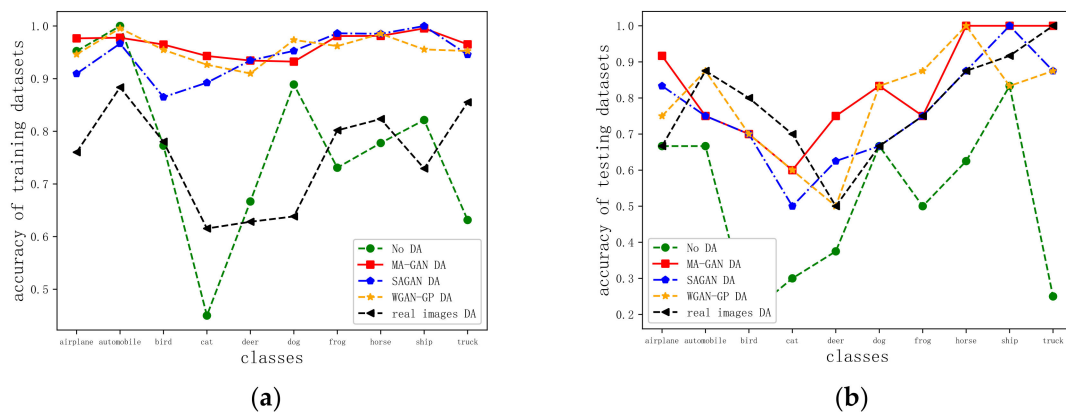 accuracy of training datasets
1.0
0.9
0.8
0.7
0.6
0.5
No DA
MA-GAN DA
SAGAN DA
WGAN-GP DA
real images DA
airplane automobile bird cat deer dog frog horse ship truck
classes
(a)
accuracy of testing datasets
1.0
0.9
0.8
0.7
0.6
0.5
0.4
0.3
0.2
No DA
MA-GAN DA
SAGAN DA
WGAN-GP DA
real images DA
airplane automobile bird cat deer dog frog horse ship truck
classes
(b)